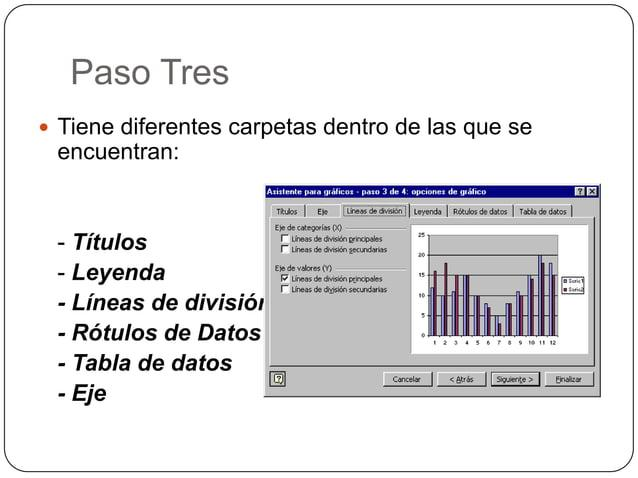 Paso Tres
• Tiene diferentes carpetas dentro de las que se
encuentran:
- Títulos
- Leyenda
- Líneas de división
- Rótulos de Datos
- Tabla de datos
- Eje
Asistente para gráficos - paso 3 de 4: opciones de gráfico
Títulos Eje Líneas de división Leyenda Rótulos de datos Tabla de datos
Eje de categorías (X)
Líneas de división principales
Líneas de división secundarias
Eje de valores (Y)
Líneas de división principales
Líneas de división secundarias
25
20
15
10
5
0
1 2 3 4 5 6 7 8 9 10 11 12
Serie1
Serie2
Cancelar < Atrás Siguiente > Finalizar